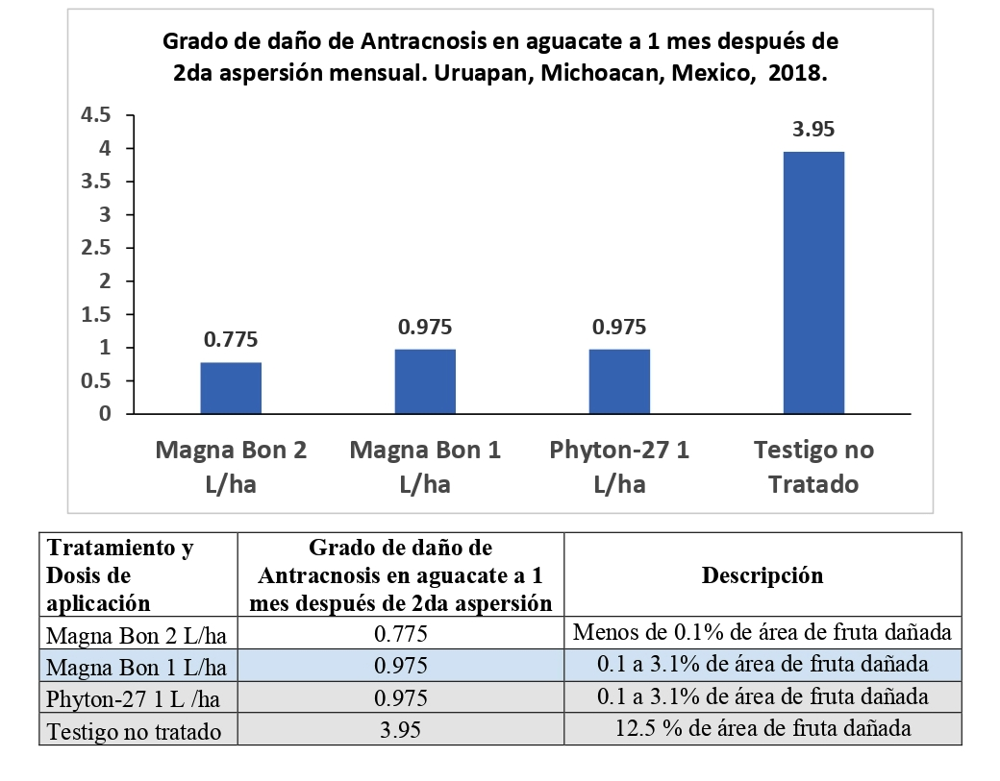 Grado de daño de Antracnosis en aguacate a 1 mes después de
2da aspersión mensual. Uruapan, Michoacan, Mexico, 2018.
4.5
4
3.5
3
2.5
2
1.5
1
0.5
0
0.775
0.975
0.975
3.95
Magna Bon 2
L/ha
Magna Bon 1
L/ha
Phyton-27 1
L/ha
Testigo no
Tratado
Tratamiento y
Dosis de
aplicación
Grado de daño de
Antracnosis en aguacate a 1
mes después de 2da aspersión
Descripción
Magna Bon 2 L/ha
0.775
Menos de 0.1% de área de fruta dañada
Magna Bon 1 L/ha
0.975
0.1 a 3.1% de área de fruta dañada
Phyton-27 1 L /ha
0.975
0.1 a 3.1% de área de fruta dañada
Testigo no tratado
3.95
12.5 % de área de fruta dañada